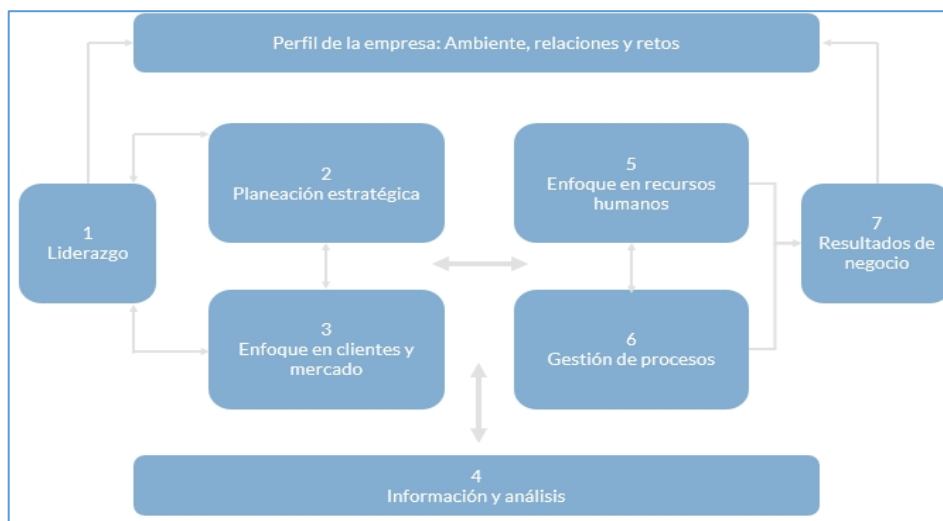 Perfil de la empresa: Ambiente, relaciones y retos
1
Liderazgo
2
Planeación estratégica
3
Enfoque en clientes y
mercado
5
Enfoque en recursos
humanos
6
Gestión de procesos
7
Resultados de
negocio
4
Información y análisis